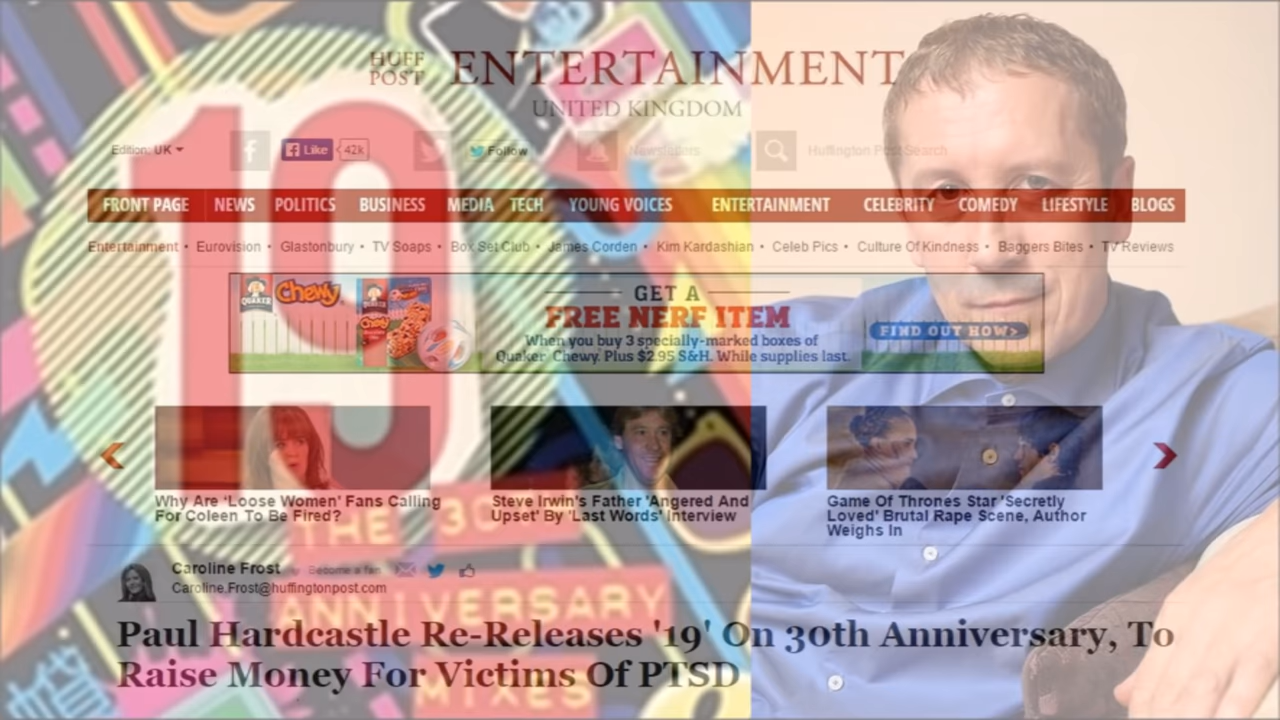 HUFF
POST
ENTERTAINMENT
UNITED KINGDOM
Edition: UK
Like
42k
Follow
Newsletters
Huffington Post Search
FRONT PAGE NEWS POLITICS BUSINESS MEDIA TECH YOUNG VOICES ENTERTAINMENT CELEBRITY COMEDY LIFESTYLE BLOGS
Entertainment • Eurovision • Glastonbury • TV Soaps • Box Set Club • James Corden • Kim Kardashian • Celeb Pics • Culture Of Kindness • Baggers Bites • TV Reviews
19
QUAKER
Chewy
GET A
FREE NERF ITEM
When you buy 3 specially-marked boxes of
Quaker Chewy. Plus $2.95 S&H. While supplies last.
FIND OUT HOW>
Why Are ‘Loose Women’ Fans Calling
For Coleen To Be Fired?
Steve Irwin's Father 'Angered And
Upset' By 'Last Words' Interview
Game Of Thrones Star 'Secretly
Loved' Brutal Rape Scene, Author
Weighs In
THE 30
Caroline Frost
Become a fan
Caroline.Frost@huffingtonpost.com
ANNIVERSARY
Paul Hardcastle Re-Releases '19' On 30th Anniversary, To
Raise Money For Victims Of PTSD
MIXES